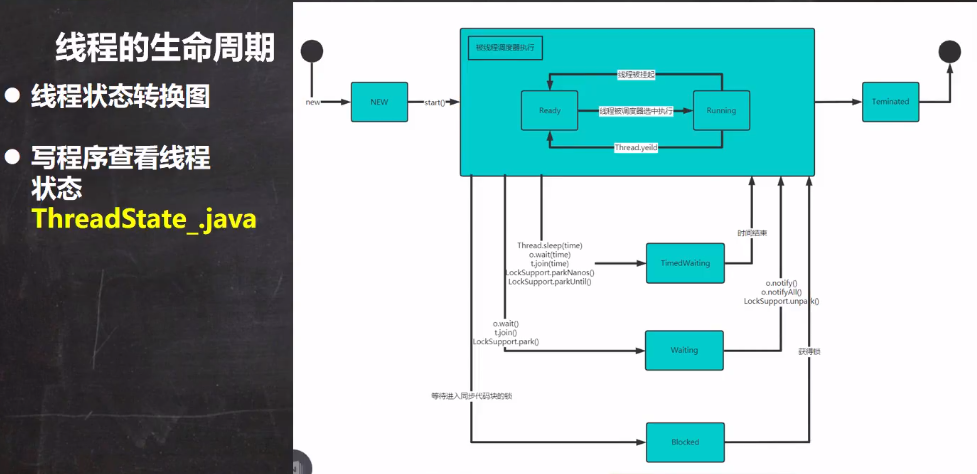 线程的生命周期
线程状态转换图
写程序查看线程
状态
ThreadState_.java
new
NEW
start()
被线程调度器执行
线程被挂起
Ready
线程被调度器选中执行
Running
Thread.yeild
Teminated
Thread.sleep(time)
o.wait(time)
t.join(time)
LockSupport.parkNanos()
LockSupport.parkUntil()
TimedWaiting
时间结束
o.notify()
o.notifyAll()
LockSupport.unpark()
o.wait()
t.join()
LockSupport.park()
Waiting
获得锁
等待进入同步代码块的锁
Blocked